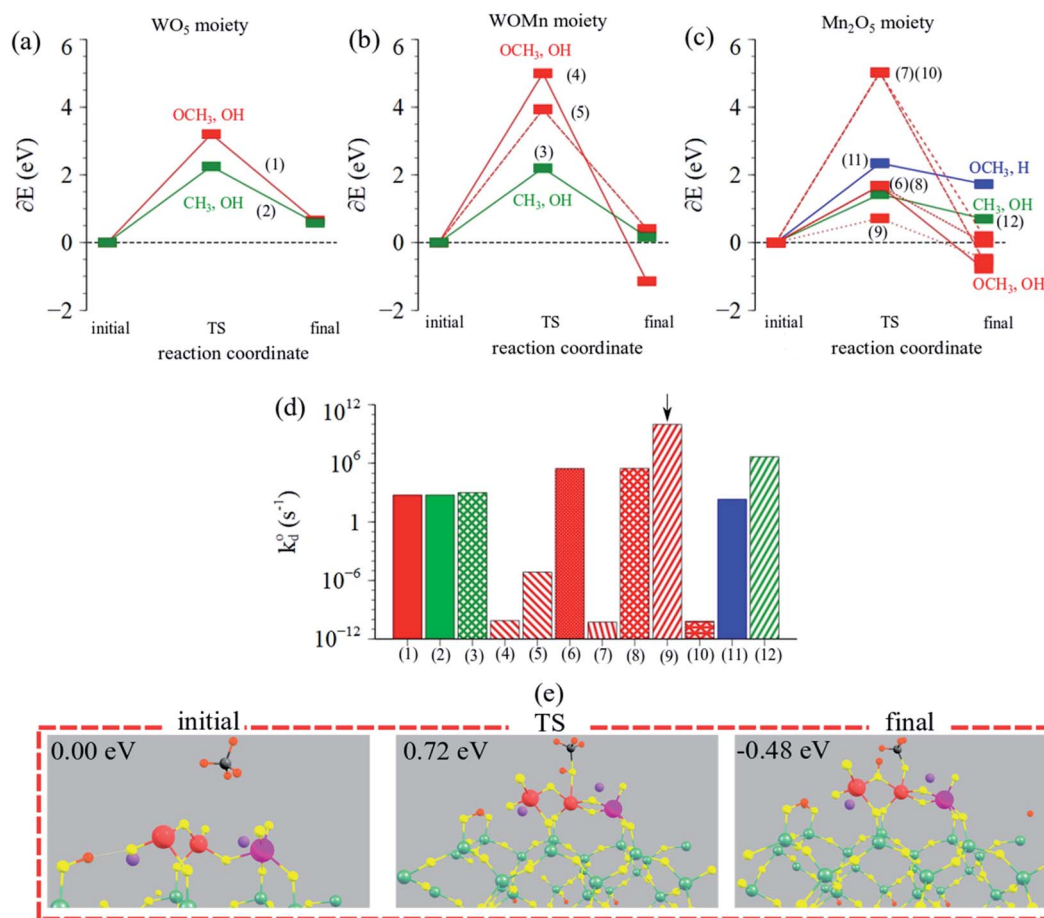 (a)
WO₅ moiety
6
4
2
0
−2
∂E (eV)
OCH₃, OH
(1)
CH₃, OH
(2)
initial
TS
final
reaction coordinate
(b)
WOMn moiety
6
4
2
0
−2
∂E (eV)
OCH₃, OH
(4)
(5)
(3)
CH₃, OH
initial
TS
final
reaction coordinate
(c)
Mn₂O₅ moiety
6
4
2
0
−2
∂E (eV)
(7)(10)
(11)
OCH₃, H
(6)(8)
CH₃, OH
(12)
(9)
OCH₃, OH
initial
TS
final
reaction coordinate
(d)
10¹²
10⁶
1
10⁻⁶
10⁻¹²
k°d (s⁻¹)
(1) (2) (3) (4) (5) (6) (7) (8) (9) (10) (11) (12)
(e)
initial
TS
final
0.00 eV
0.72 eV
-0.48 eV